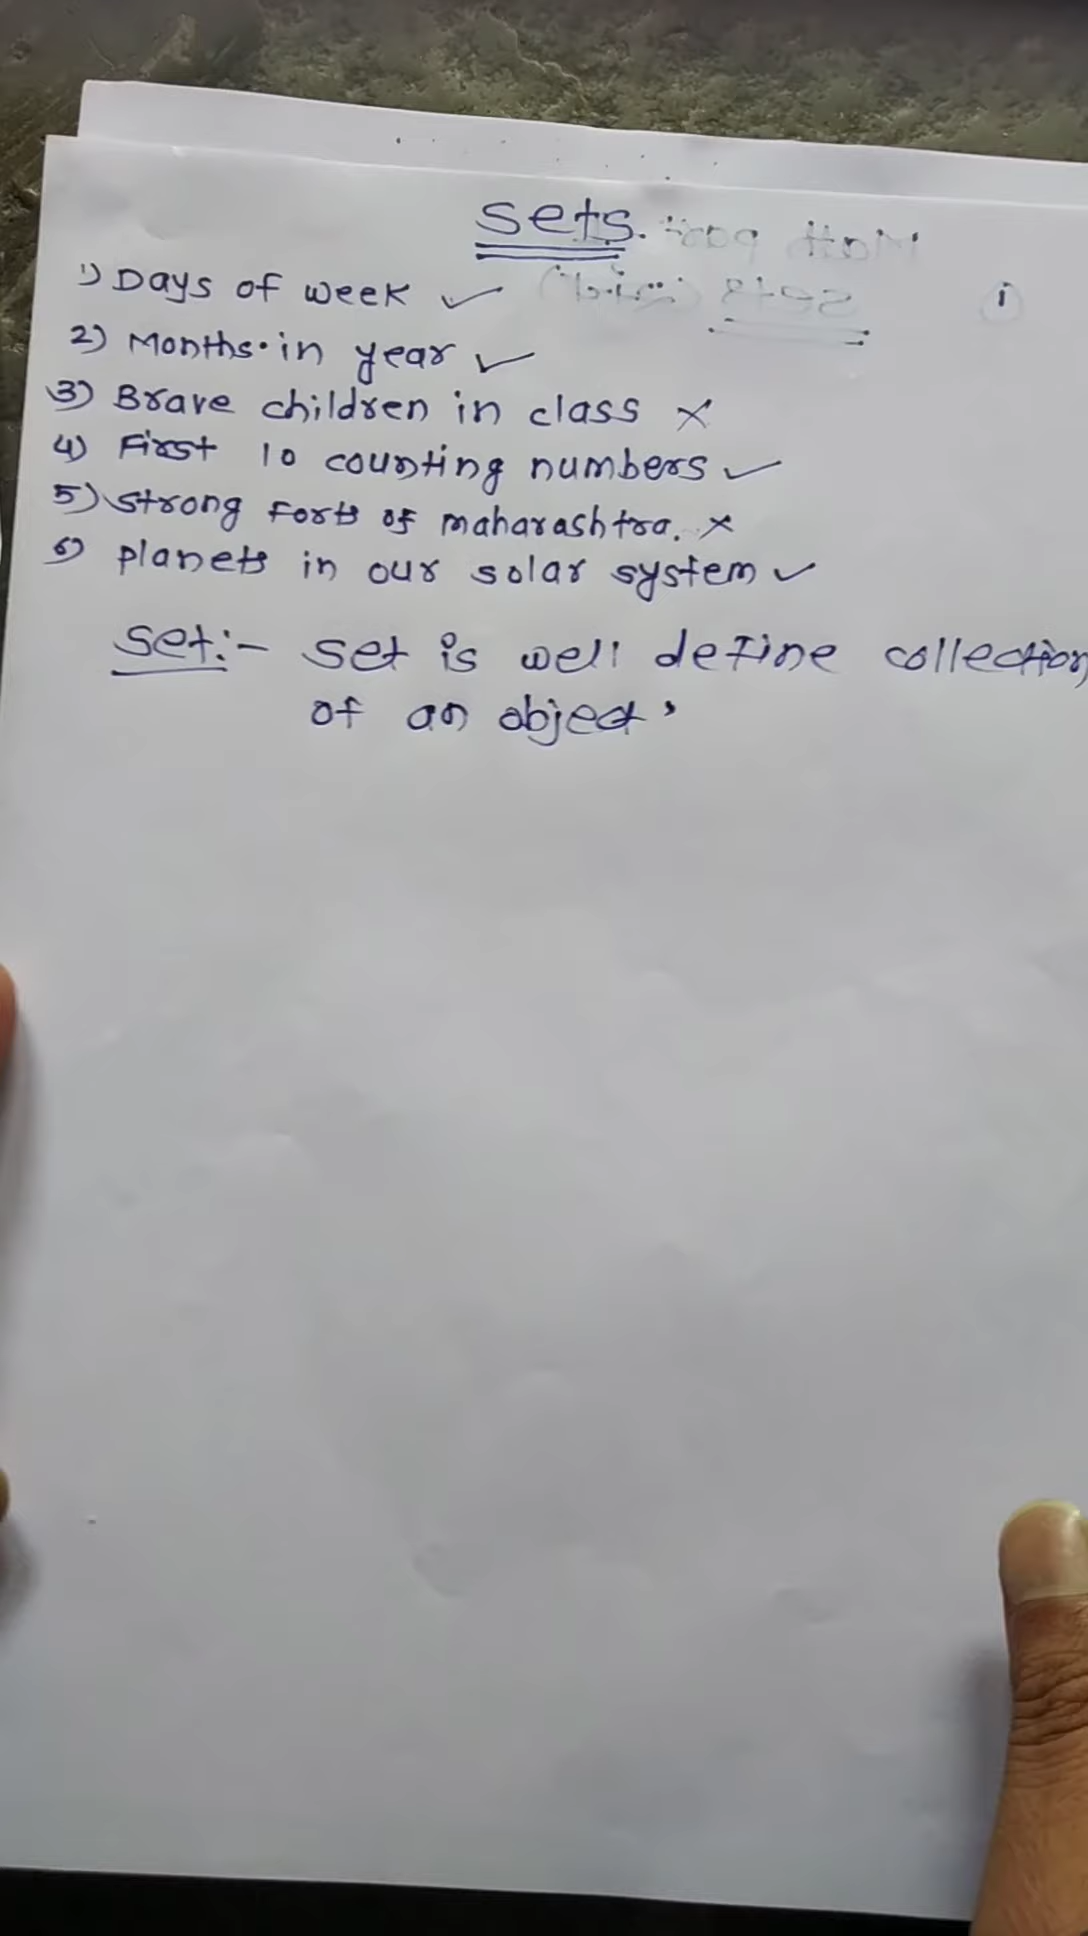 Sets.
1) Days of week ✓
2) Months. in year ✓
3) Brave children in class ×
4) First 10 counting numbers ✓
5) strong forts of maharashtra. ×
6) planets in our solar system ✓
Set:- set is well define collection
of an object,